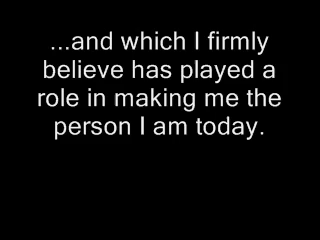 ...and which I firmly
believe has played a
role in making me the
person I am today.